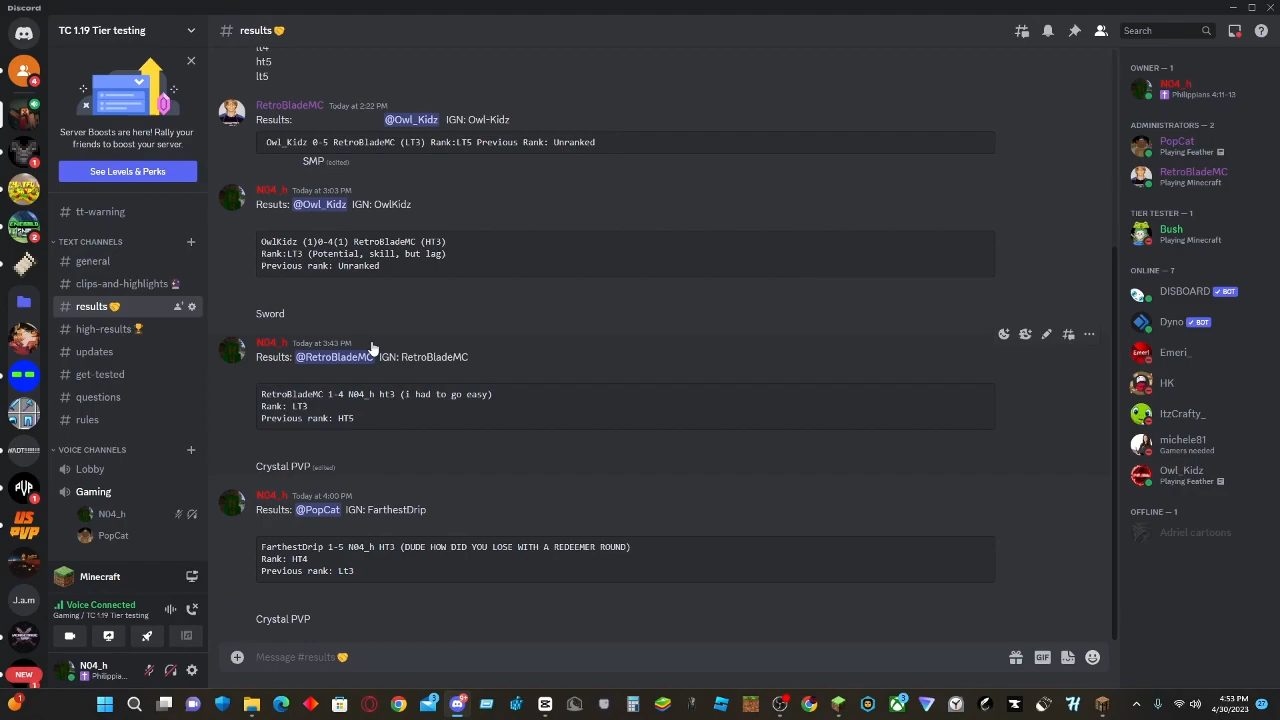 Discord
TC 1.19 Tier testing
results
Search
Server Boosts are here! Rally your
friends to boost your server.
See Levels & Perks
tt-warning
TEXT CHANNELS
general
clips-and-highlights
results
high-results
updates
get-tested
questions
rules
VOICE CHANNELS
Lobby
Gaming
N04_h
PopCat
Minecraft
Voice Connected
Gaming / TC 1.19 Tier testing
N04_h
Philippia...
4
1
2
WADT!!!!!!!!
PVP
1
US
PVP
J.a.m
NEW
lt4
ht5
lt5
RetroBladeMC Today at 2:22 PM
Results: @Owl_Kidz IGN: Owl-Kidz
Owl_Kidz 0-5 RetroBladeMC (LT3) Rank:LT5 Previous Rank: Unranked
SMP (edited)
N04_h Today at 3:03 PM
Resuts: @Owl_Kidz IGN: OwlKidz
OwlKidz (1)0-4(1) RetroBladeMC (HT3)
Rank:LT3 (Potential, skill, but lag)
Previous rank: Unranked
Sword
N04_h Today at 3:43 PM
Results: @RetroBladeMC IGN: RetroBladeMC
RetroBladeMC 1-4 N04_h ht3 (i had to go easy)
Rank: LT3
Previous rank: HT5
Crystal PVP (edited)
N04_h Today at 4:00 PM
Results: @PopCat IGN: FarthestDrip
FarthestDrip 1-5 N04_h HT3 (DUDE HOW DID YOU LOSE WITH A REDEEMER ROUND)
Rank: HT4
Previous rank: Lt3
Crystal PVP
Message #results
GIF
OWNER — 1
N04_h
Philippians 4:11-13
ADMINISTRATORS — 2
PopCat
Playing Feather
RetroBladeMC
Playing Minecraft
TIER TESTER
Bush
Playing Minecraft
ONLINE — 7
DISBOARD BOT
Dyno BOT
Emeri_
HK
ItzCrafty_
michele81
Gamers needed
Owl_Kidz
Playing Feather
OFFLINE — 1
Adriel cartoons
4:53 PM
4/30/2023
27